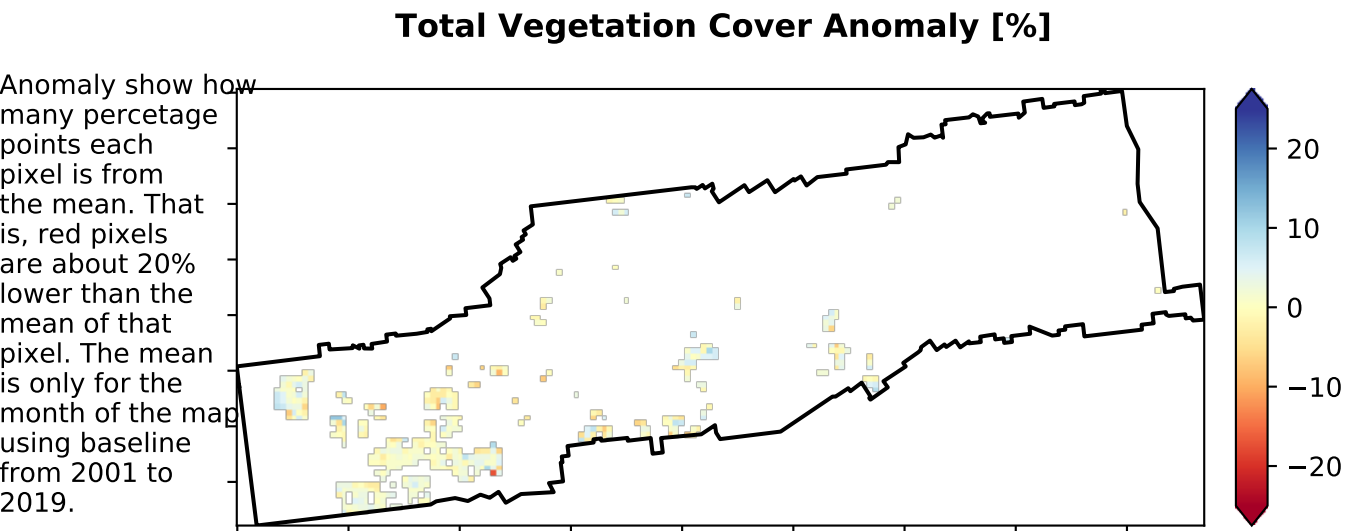 Total Vegetation Cover Anomaly [%]
Anomaly show how
many percetage
points each
pixel is from
the mean. That
is, red pixels
are about 20%
lower than the
mean of that
pixel. The mean
is only for the
month of the map
using baseline
from 2001 to
2019.
20
10
0
−10
−20